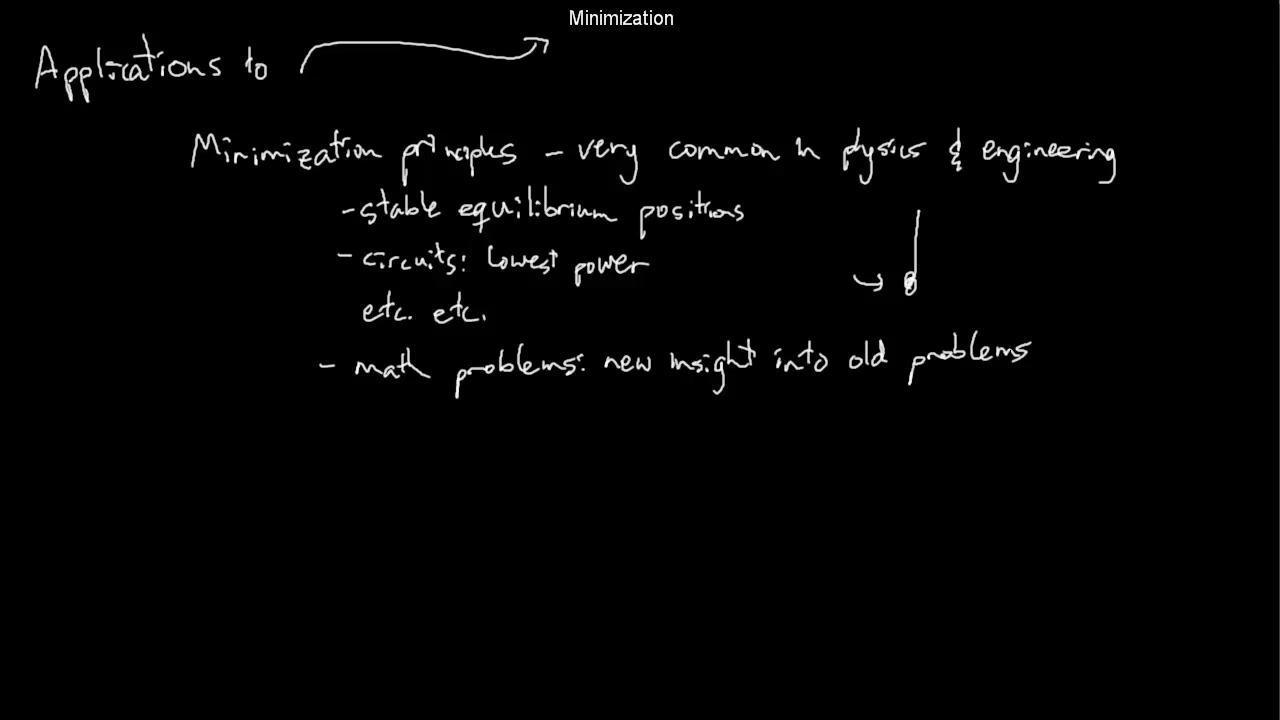 Minimization
Applications to
Minimization principles - very common in physics & engineering
- stable equilibrium positions
- circuits: lowest power
etc. etc.
- math problems: new insight into old problems